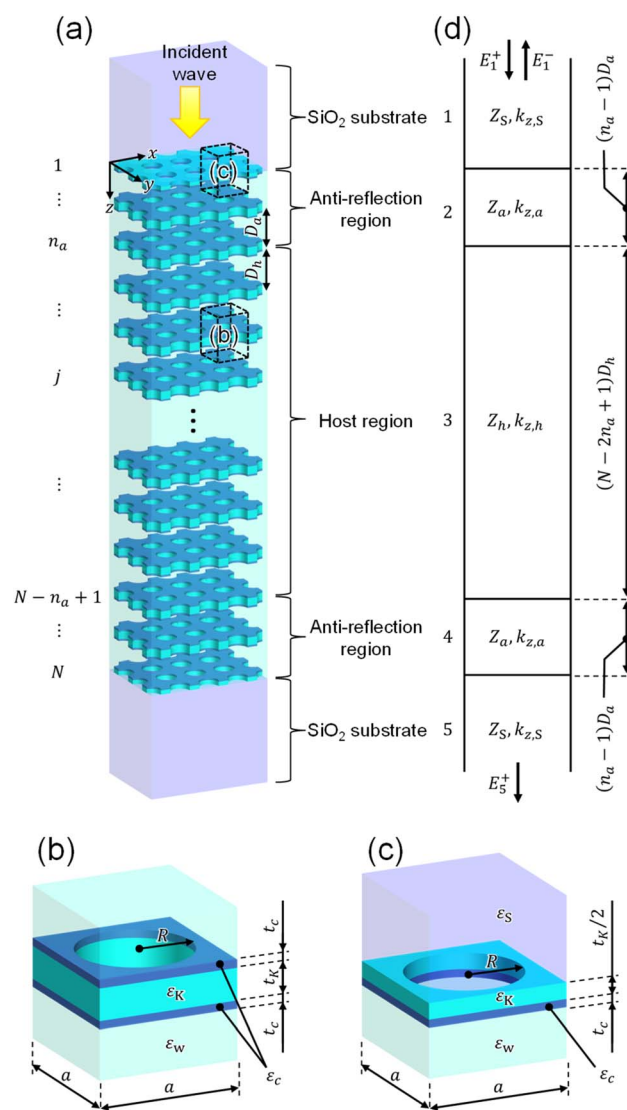 (a)
Incident
wave
SiO₂ substrate
1
x
y
z
(c)
⋮
Anti-reflection
region
n_a
D_a
D_h
⋮
(b)
j
Host region
⋮
⋮
N − n_a + 1
⋮
Anti-reflection
region
N
SiO₂ substrate
(d)
E₁⁺ E₁⁻
1 Z_S, k_{z,S}
(n_a − 1)D_a
2 Z_a, k_{z,a}
3 Z_h, k_{z,h}
(N − 2n_a + 1)D_h
4 Z_a, k_{z,a}
5 Z_S, k_{z,S}
(n_a − 1)D_a
E₅⁺
(b)
R
t_c
t_K
t_c
ε_K
ε_w
ε_c
a
a
(c)
ε_S
R
t_K/2
t_c
ε_K
ε_w
ε_c
a
a